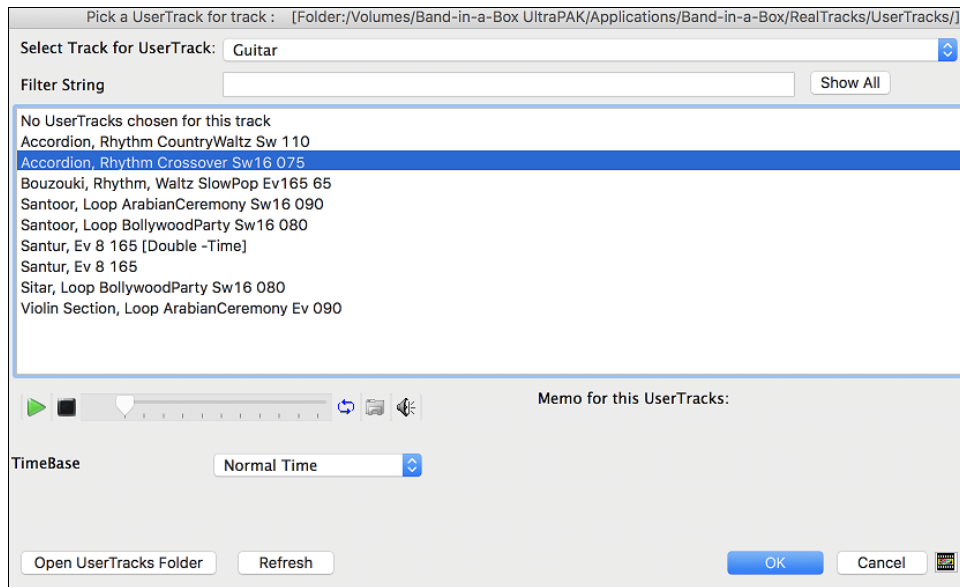 Pick a UserTrack for track : [Folder:/Volumes/Band-in-a-Box UltraPAK/Applications/Band-in-a-Box/RealTracks/UserTracks/]
Select Track for UserTrack: Guitar
Filter String Show All
No UserTracks chosen for this track
Accordion, Rhythm CountryWaltz Sw 110
Accordion, Rhythm Crossover Sw16 075
Bouzouki, Rhythm, Waltz SlowPop Ev165 65
Santoor, Loop ArabianCeremony Sw16 090
Santoor, Loop BollywoodParty Sw16 080
Santur, Ev 8 165 [Double -Time]
Santur, Ev 8 165
Sitar, Loop BollywoodParty Sw16 080
Violin Section, Loop ArabianCeremony Ev 090
Memo for this UserTracks:
TimeBase Normal Time
Open UserTracks Folder Refresh OK Cancel